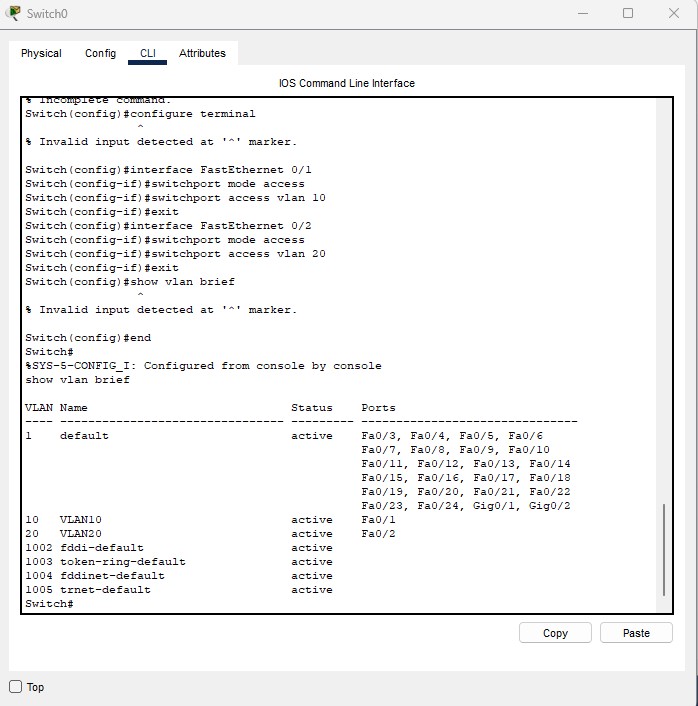 Switch0
Physical Config CLI Attributes
IOS Command Line Interface
% Incomplete command.
Switch(config)#configure terminal
^
% Invalid input detected at '^' marker.
Switch(config)#interface FastEthernet 0/1
Switch(config-if)#switchport mode access
Switch(config-if)#switchport access vlan 10
Switch(config-if)#exit
Switch(config)#interface FastEthernet 0/2
Switch(config-if)#switchport mode access
Switch(config-if)#switchport access vlan 20
Switch(config-if)#exit
Switch(config)#show vlan brief
^
% Invalid input detected at '^' marker.
Switch(config)#end
Switch#
%SYS-5-CONFIG_I: Configured from console by console
show vlan brief
VLAN Name Status Ports
---- -------------------------------- --------- -------------------------------
1 default active Fa0/3, Fa0/4, Fa0/5, Fa0/6
Fa0/7, Fa0/8, Fa0/9, Fa0/10
Fa0/11, Fa0/12, Fa0/13, Fa0/14
Fa0/15, Fa0/16, Fa0/17, Fa0/18
Fa0/19, Fa0/20, Fa0/21, Fa0/22
Fa0/23, Fa0/24, Gig0/1, Gig0/2
10 VLAN10 active Fa0/1
20 VLAN20 active Fa0/2
1002 fddi-default active
1003 token-ring-default active
1004 fddinet-default active
1005 trnet-default active
Switch#
Copy Paste
Top